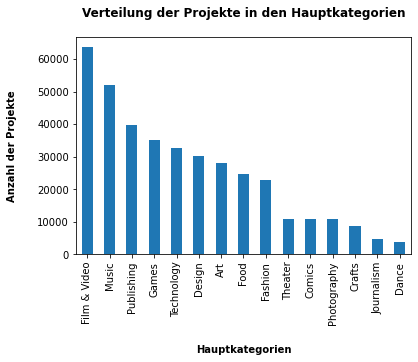 Verteilung der Projekte in den Hauptkategorien
Anzahl der Projekte
60000
50000
40000
30000
20000
10000
0
Film & Video
Music
Publishing
Games
Technology
Design
Art
Food
Fashion
Theater
Comics
Photography
Crafts
Journalism
Dance
Hauptkategorien